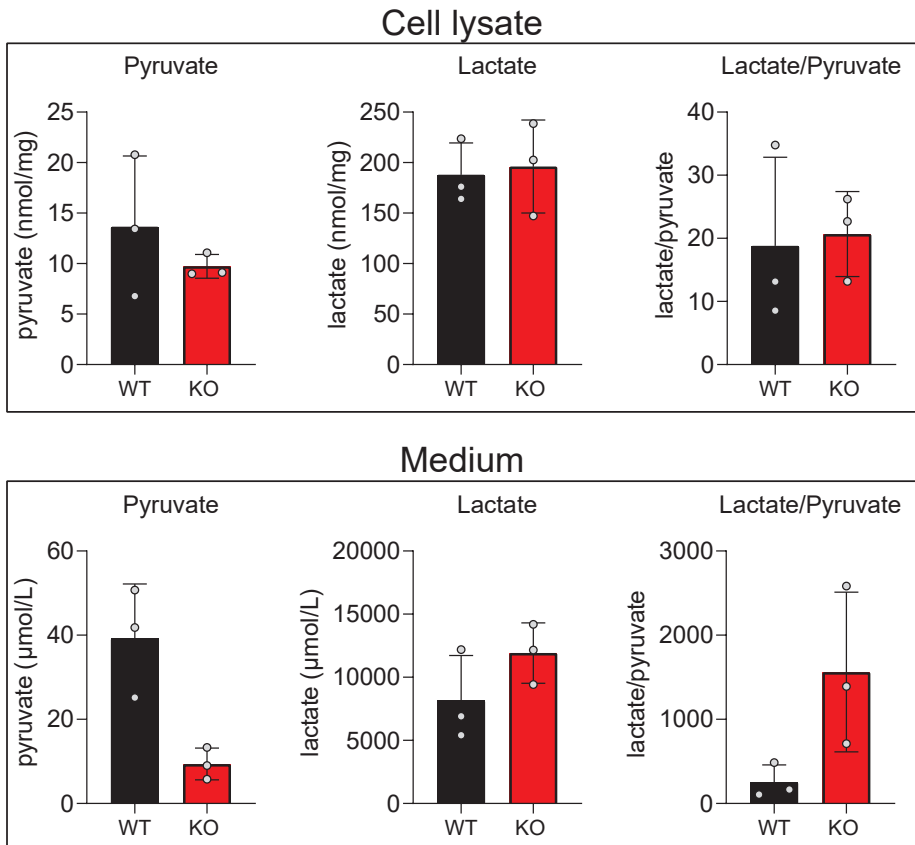 Cell lysate
Pyruvate
pyruvate (nmol/mg)
25
20
15
10
5
0
WT
KO
Lactate
lactate (nmol/mg)
250
200
150
100
50
0
WT
KO
Lactate/Pyruvate
lactate/pyruvate
40
30
20
10
0
WT
KO
Medium
Pyruvate
pyruvate (µmol/L)
60
40
20
0
WT
KO
Lactate
lactate (µmol/L)
20000
15000
10000
5000
0
WT
KO
Lactate/Pyruvate
lactate/pyruvate
3000
2000
1000
0
WT
KO